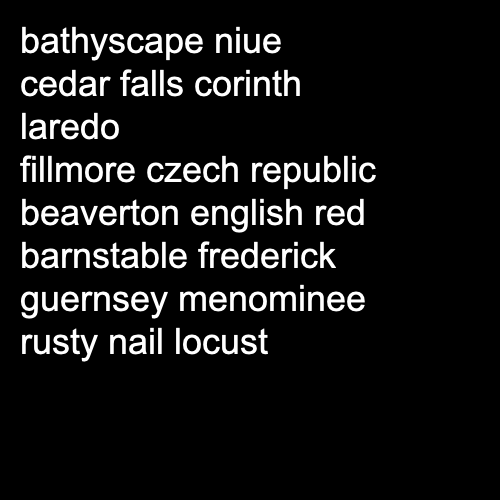 bathyscape niue
cedar falls corinth
laredo
fillmore czech republic
beaverton english red
barnstable frederick
guernsey menominee
rusty nail locust